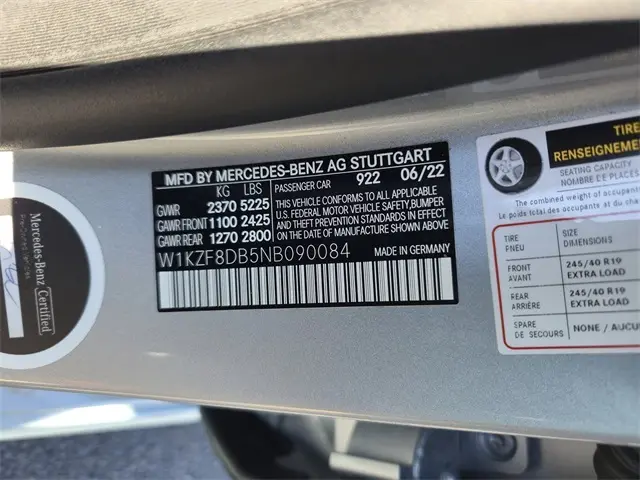 MFD BY MERCEDES-BENZ AG STUTTGART
KG LBS PASSENGER CAR 922 06/22
GVWR 2370 5225
GAWR FRONT 1100 2425
GAWR REAR 1270 2800
THIS VEHICLE CONFORMS TO ALL APPLICABLE
U.S. FEDERAL MOTOR VEHICLE SAFETY,BUMPER
AND THEFT PREVENTION STANDARDS IN EFFECT
ON THE DATE OF MANUFACTURE SHOWN ABOVE
W1KZF8DB5NB090084 MADE IN GERMANY
Mercedes-Benz Certified
TIRE
RENSEIGNEME
SEATING CAPACITY
NOMBRE DE PLACES
The combined weight of occupants
Le poids total des occupants et du cha
TIRE SIZE
PNEU DIMENSIONS
FRONT 245/40 R19
AVANT EXTRA LOAD
REAR 245/40 R19
ARRIÈRE EXTRA LOAD
SPARE NONE / AUCU
DE SECOURS